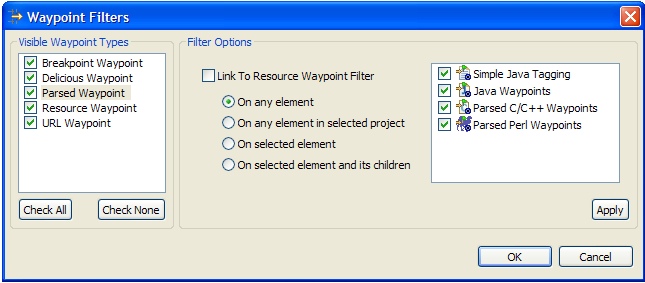 Waypoint Filters
Visible Waypoint Types
Breakpoint Waypoint
Delicious Waypoint
Parsed Waypoint
Resource Waypoint
URL Waypoint
Check All
Check None
Filter Options
Link To Resource Waypoint Filter
On any element
On any element in selected project
On selected element
On selected element and its children
Simple Java Tagging
Java Waypoints
Parsed C/C++ Waypoints
Parsed Perl Waypoints
Apply
OK
Cancel